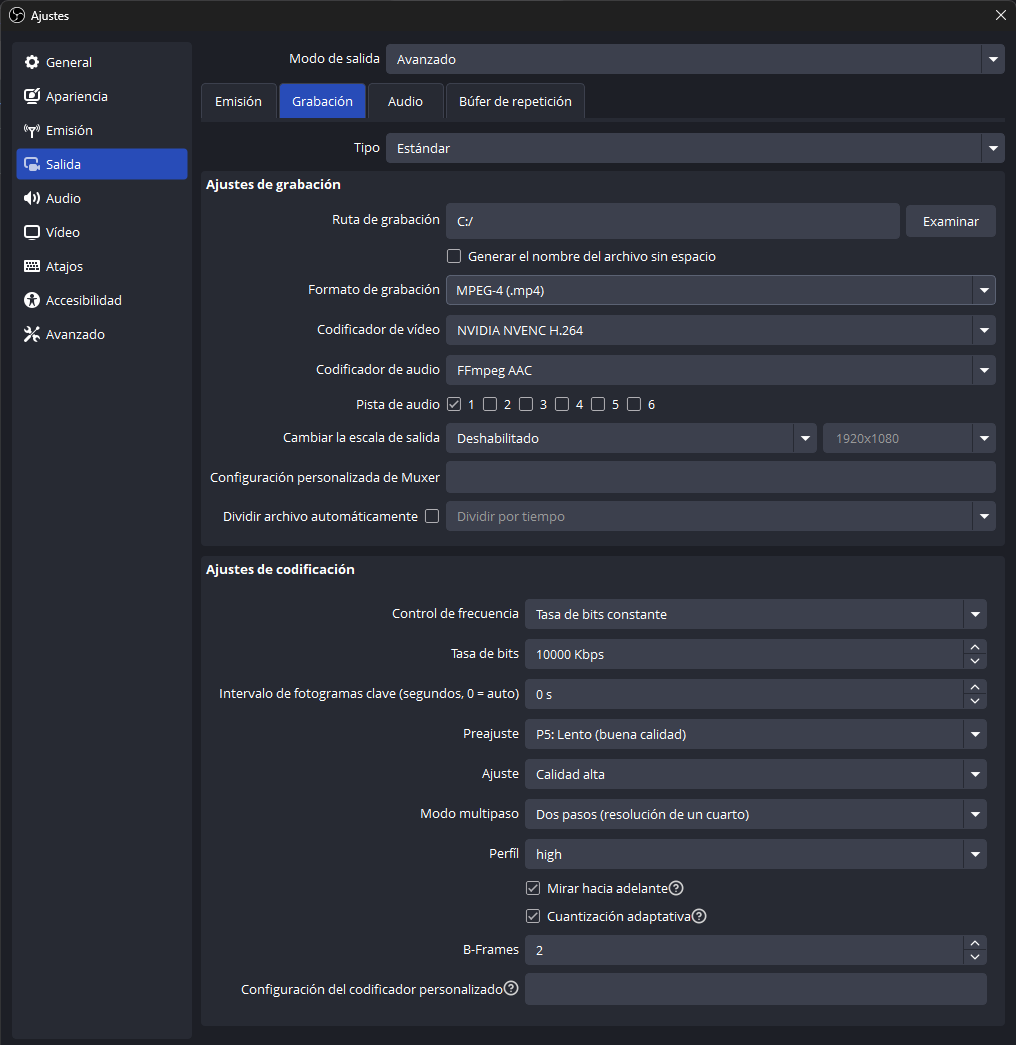 Ajustes
General
Apariencia
Emisión
Salida
Audio
Vídeo
Atajos
Accesibilidad
Avanzado
Modo de salida Avanzado
Emisión Grabación Audio Búfer de repetición
Tipo Estándar
Ajustes de grabación
Ruta de grabación C:/ Examinar
Generar el nombre del archivo sin espacio
Formato de grabación MPEG-4 (.mp4)
Codificador de vídeo NVIDIA NVENC H.264
Codificador de audio FFmpeg AAC
Pista de audio 1 2 3 4 5 6
Cambiar la escala de salida Deshabilitado 1920x1080
Configuración personalizada de Muxer
Dividir archivo automáticamente Dividir por tiempo
Ajustes de codificación
Control de frecuencia Tasa de bits constante
Tasa de bits 10000 Kbps
Intervalo de fotogramas clave (segundos, 0 = auto) 0 s
Preajuste P5: Lento (buena calidad)
Ajuste Calidad alta
Modo multipaso Dos pasos (resolución de un cuarto)
Perfil high
Mirar hacia adelante ?
Cuantización adaptativa ?
B-Frames 2
Configuración del codificador personalizado ?